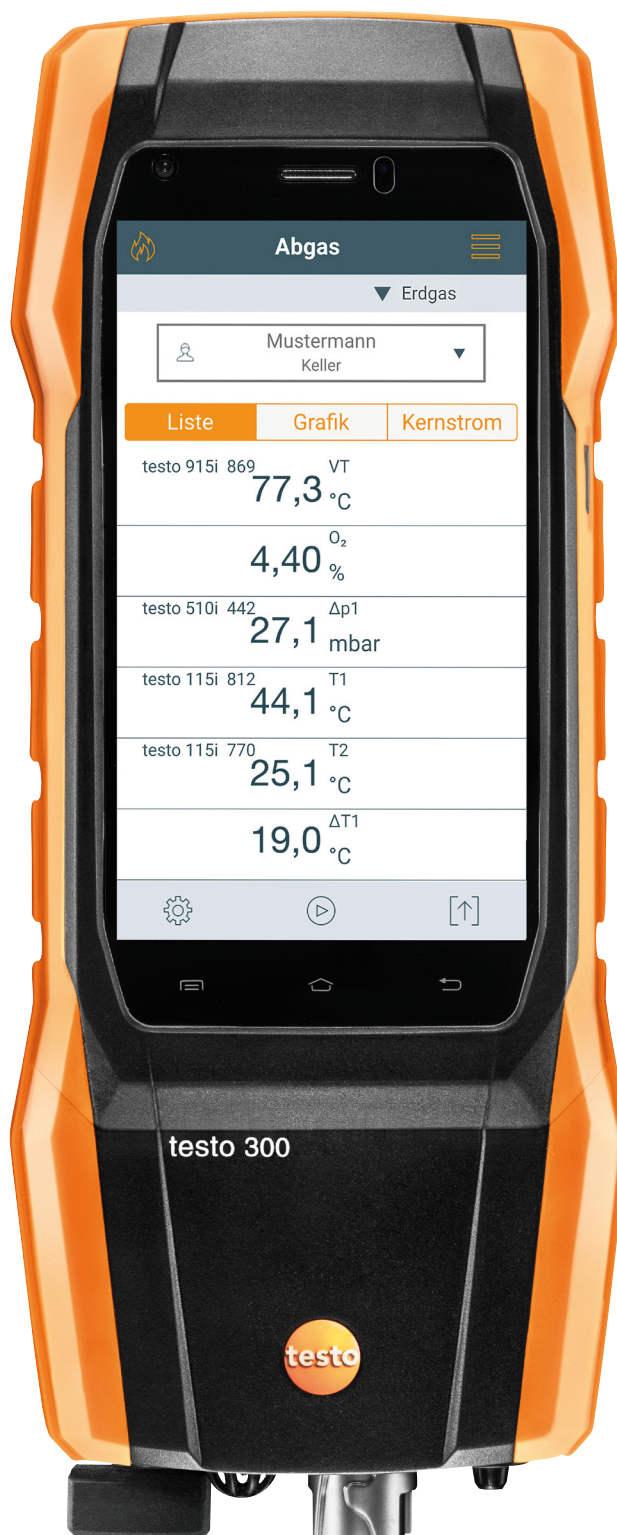 Abgas
Erdgas
Mustermann
Keller
Liste Grafik Kernstrom
testo 915i 869 77,3 VT °C
4,40 O₂ %
testo 510i 442 27,1 Δp1 mbar
testo 115i 812 44,1 T1 °C
testo 115i 770 25,1 T2 °C
19,0 ΔT1 °C
testo 300
testo